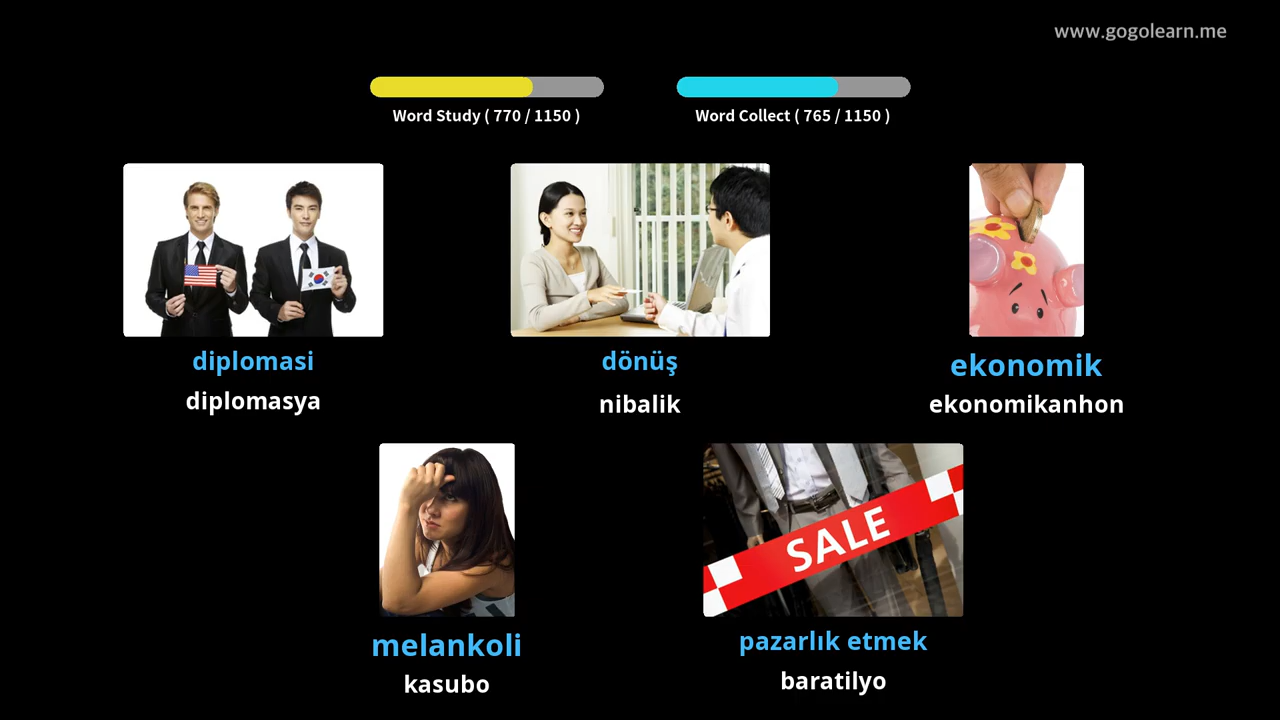 www.gogolearn.me
Word Study ( 770 / 1150 )
Word Collect ( 765 / 1150 )
diplomasi
diplomasya
dönüş
nibalik
ekonomik
ekonomikanhon
melankoli
kasubo
SALE
pazarlık etmek
baratilyo